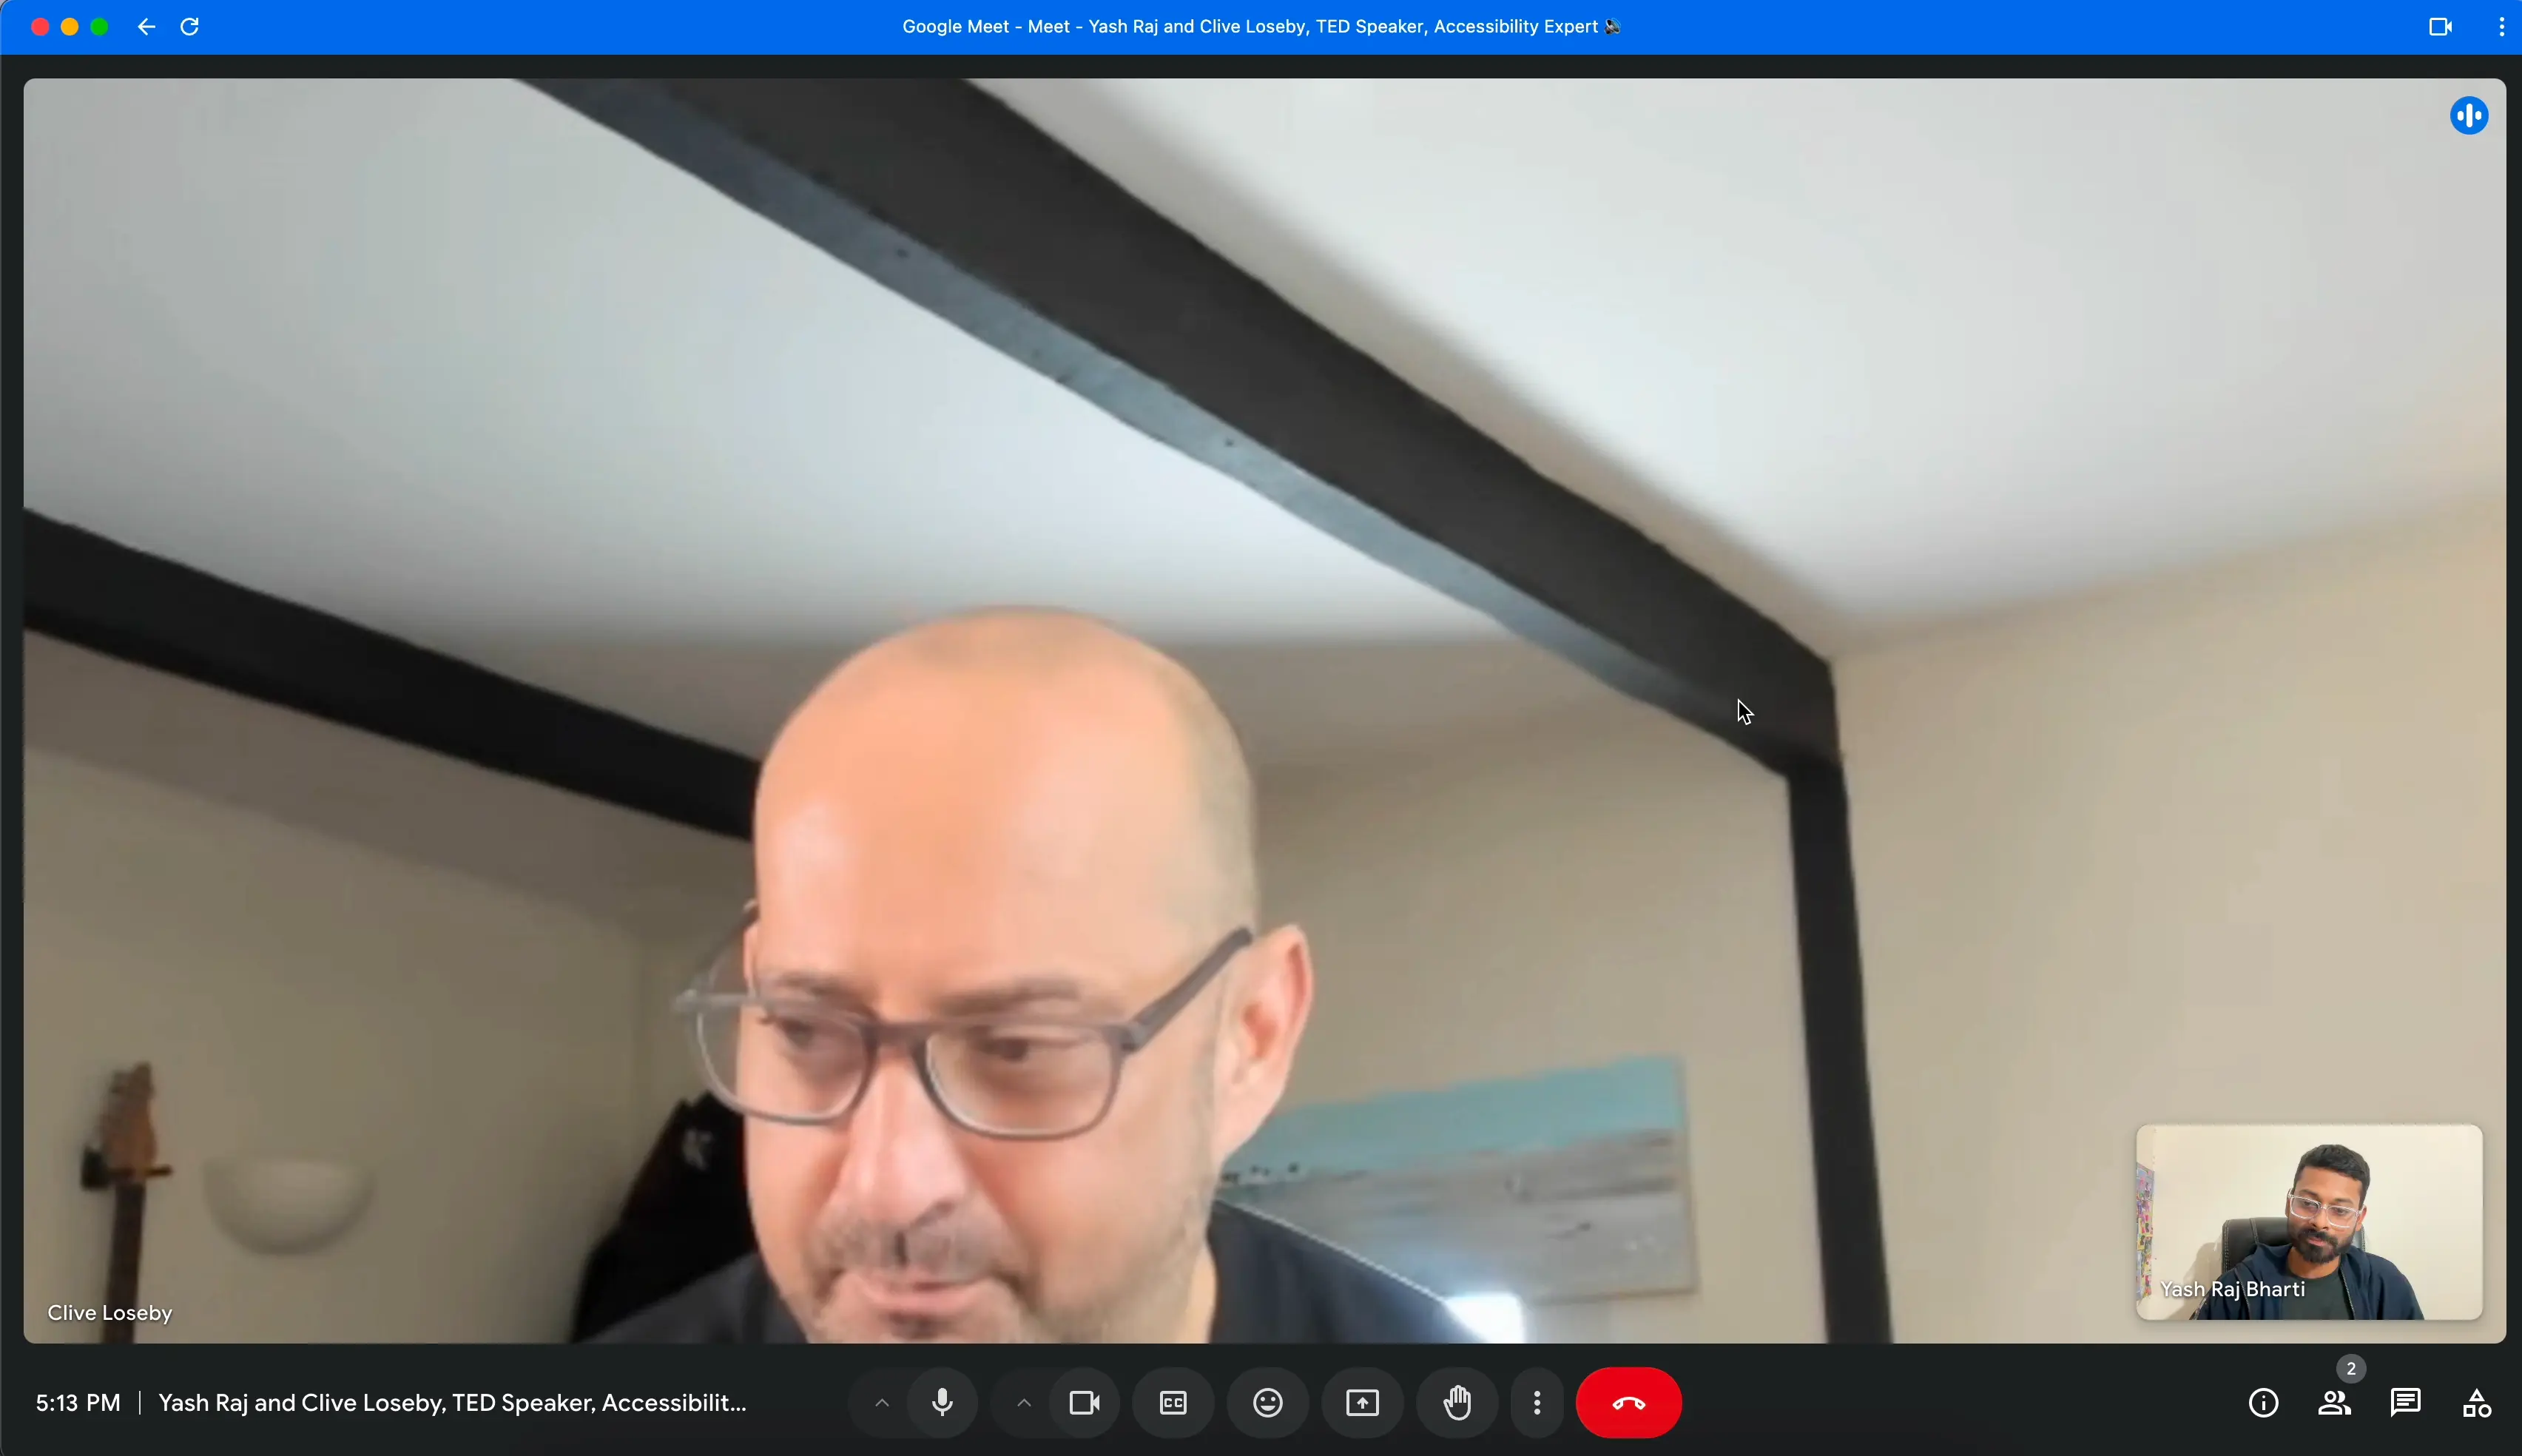 Google Meet - Meet - Yash Raj and Clive Loseby, TED Speaker, Accessibility Expert 🔊
Clive Loseby
Yash Raj Bharti
5:13 PM | Yash Raj and Clive Loseby, TED Speaker, Accessibilit...
CC
2